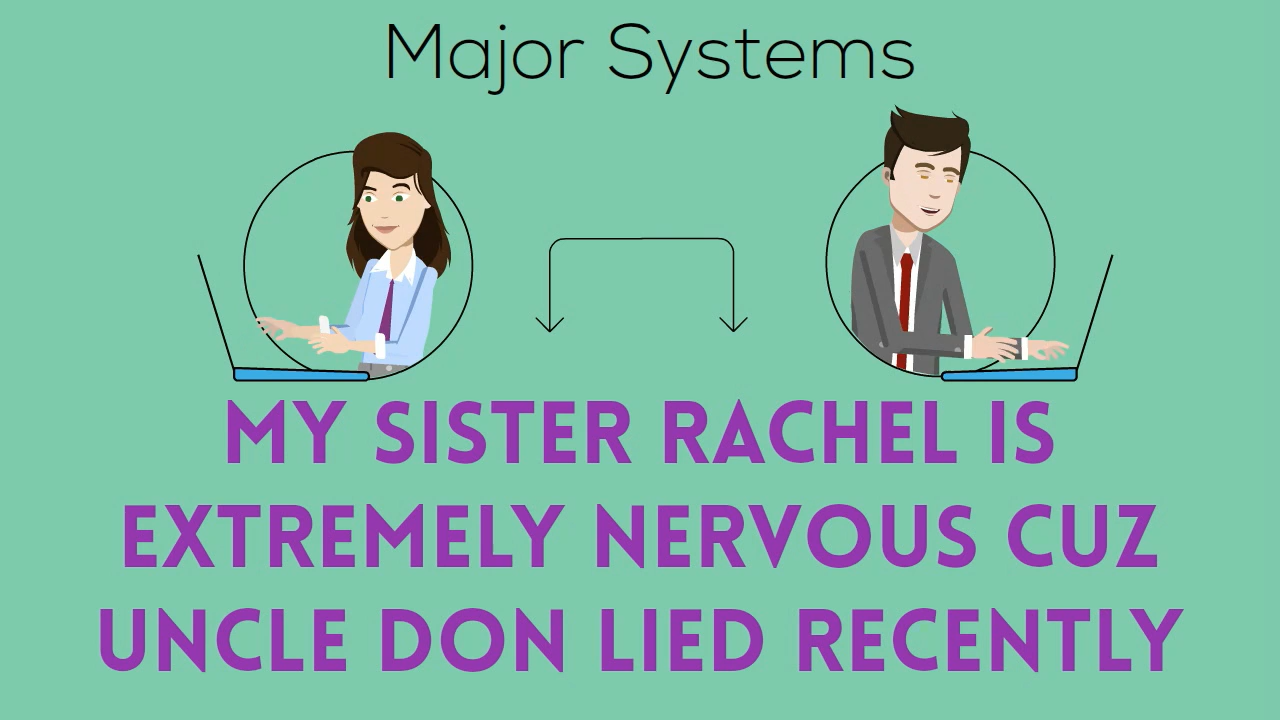 Major Systems
MY SISTER RACHEL IS
EXTREMELY NERVOUS CUZ
UNCLE DON LIED RECENTLY